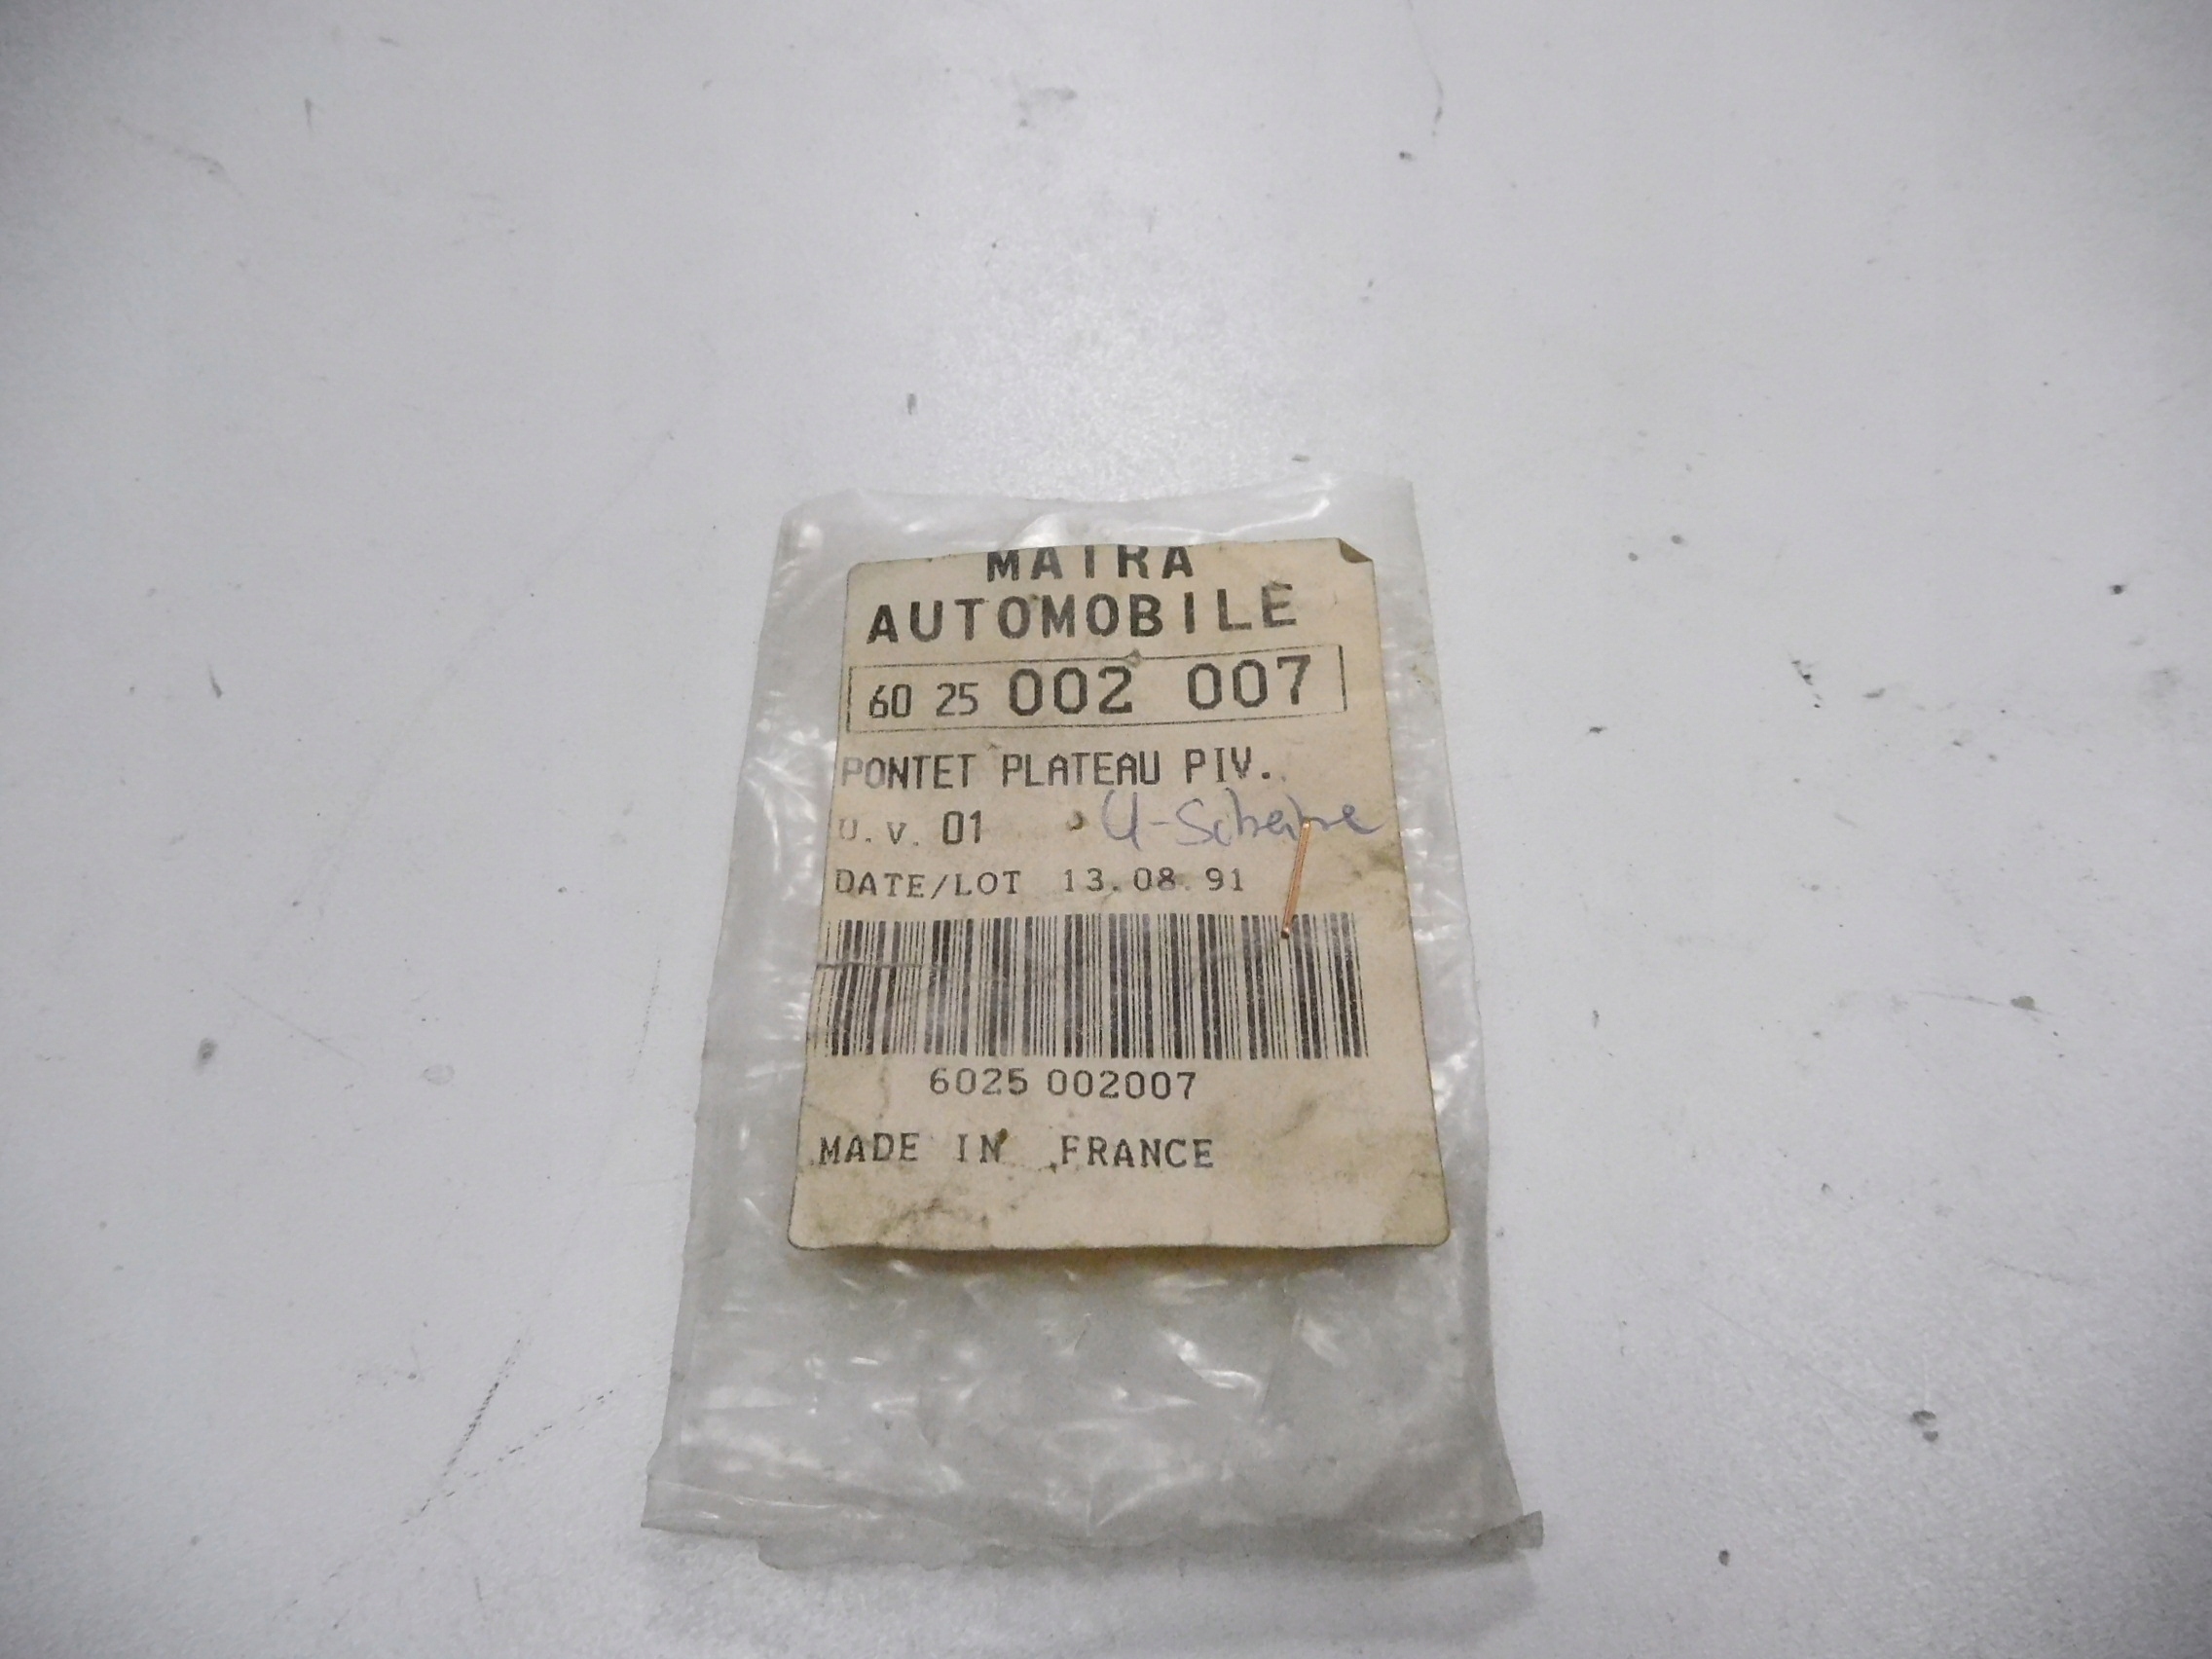 MATRA
AUTOMOBILE
60 25 002 007
PONTET PLATEAU PIV.
U.V. 01 U-Scheibe
DATE/LOT 13.08.91
6025 002007
MADE IN FRANCE